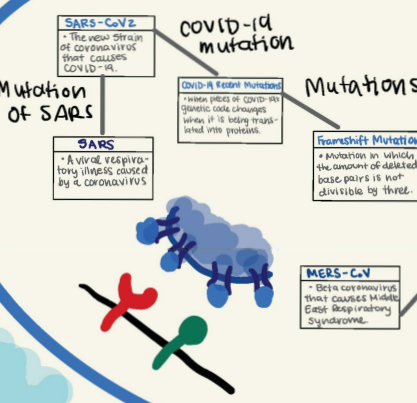 SARS-CoV2
• The new strain
of coronavirus
that causes
COVID-19.
COVID-19
mutation
Mutation
of SARS
COVID-19 Recent Mutations
• When pieces of COVID-19's
genetic code changes
when it is being trans-
lated into proteins.
Mutations
SARS
• A viral respira-
tory illness caused
by a coronavirus
Frameshift Mutation
• Mutation in which
the amount of deleted
base pairs is not
divisible by three.
MERS-CoV
• Beta coronavirus
that causes Middle
East Respiratory
Syndrome.